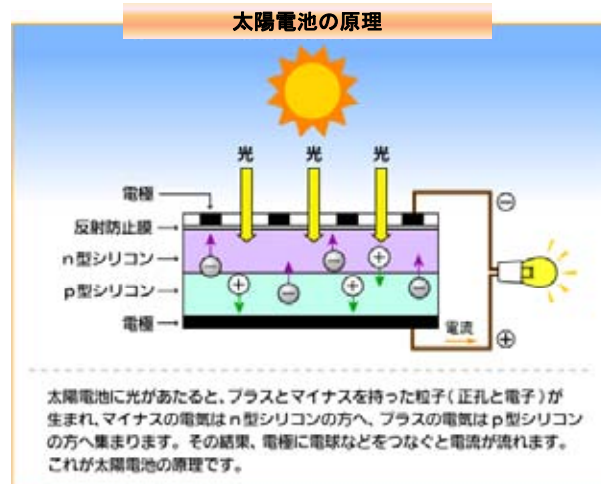 太陽電池の原理
光 光 光
電極
反射防止膜
n型シリコン
p型シリコン
電極
⊖
電流
⊕
太陽電池に光があたると、プラスとマイナスを持った粒子(正孔と電子)が
生まれ、マイナスの電気はn型シリコンの方へ、プラスの電気はp型シリコン
の方へ集まります。その結果、電極に電球などをつなぐと電流が流れます。
これが太陽電池の原理です。